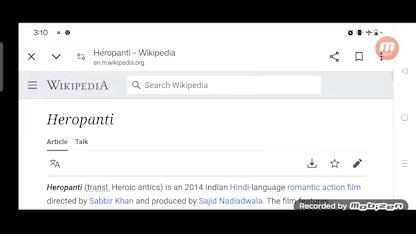 3:10
Heropanti - Wikipedia
en.m.wikipedia.org
WIKIPEDIA
Search Wikipedia
Heropanti
Article Talk
Heropanti (transl. Heroic antics) is an 2014 Indian Hindi-language romantic action film
directed by Sabbir Khan and produced by Sajid Nadiadwala. The film features
Recorded by mobizen